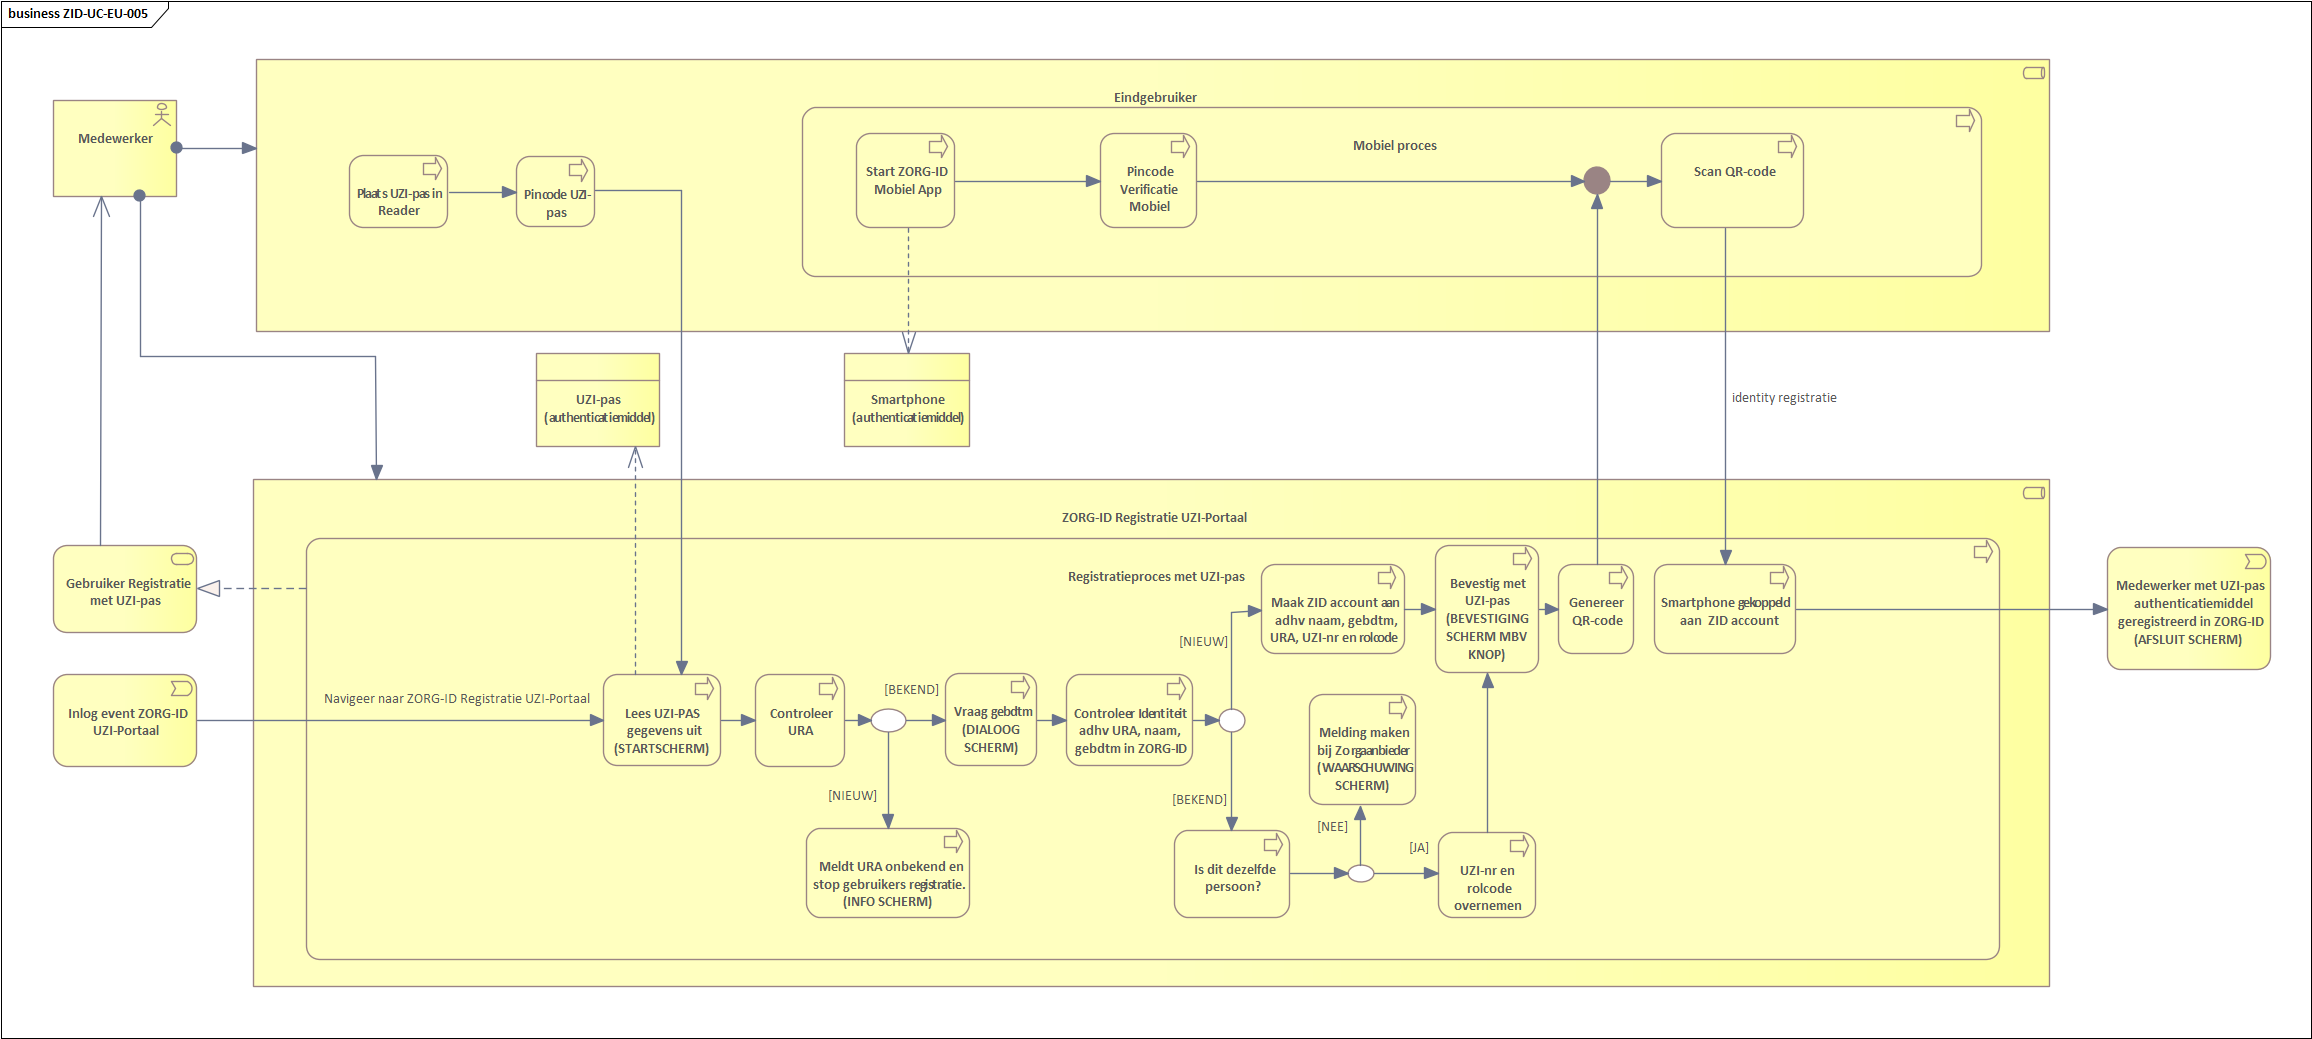 business ZID-UC-EU-005
Medewerker
Eindgebruiker
Mobiel proces
Plaats UZI-pas in
Reader
Pincode UZI-
pas
Start ZORG-ID
Mobiel App
Pincode
Verificatie
Mobiel
Scan QR-code
UZI-pas
(authenticatiemiddel)
Smartphone
(authenticatiemiddel)
identity registratie
ZORG-ID Registratie UZI-Portaal
Registratieproces met UZI-pas
Gebruiker Registratie
met UZI-pas
Inlog event ZORG-ID
UZI-Portaal
Navigeer naar ZORG-ID Registratie UZI-Portaal
Lees UZI-PAS
gegevens uit
(STARTSCHERM)
Controleer
URA
[BEKEND]
[NIEUW]
Meldt URA onbekend en
stop gebruikers registratie.
(INFO SCHERM)
Vraag gebdtm
(DIALOOG
SCHERM)
Controleer Identiteit
adhv URA, naam,
gebdtm in ZORG-ID
[NIEUW]
[BEKEND]
Maak ZID account aan
adhv naam, gebdtm,
URA, UZI-nr en rolcode
Is dit dezelfde
persoon?
[NEE]
[JA]
Melding maken
bij Zorgaanbieder
(WAARSCHUWING
SCHERM)
UZI-nr en
rolcode
overnemen
Bevestig met
UZI-pas
(BEVESTIGING
SCHERM MBV
KNOP)
Genereer
QR-code
Smartphone gekoppeld
aan ZID account
Medewerker met UZI-pas
authenticatiemiddel
geregistreerd in ZORG-ID
(AFSLUIT SCHERM)